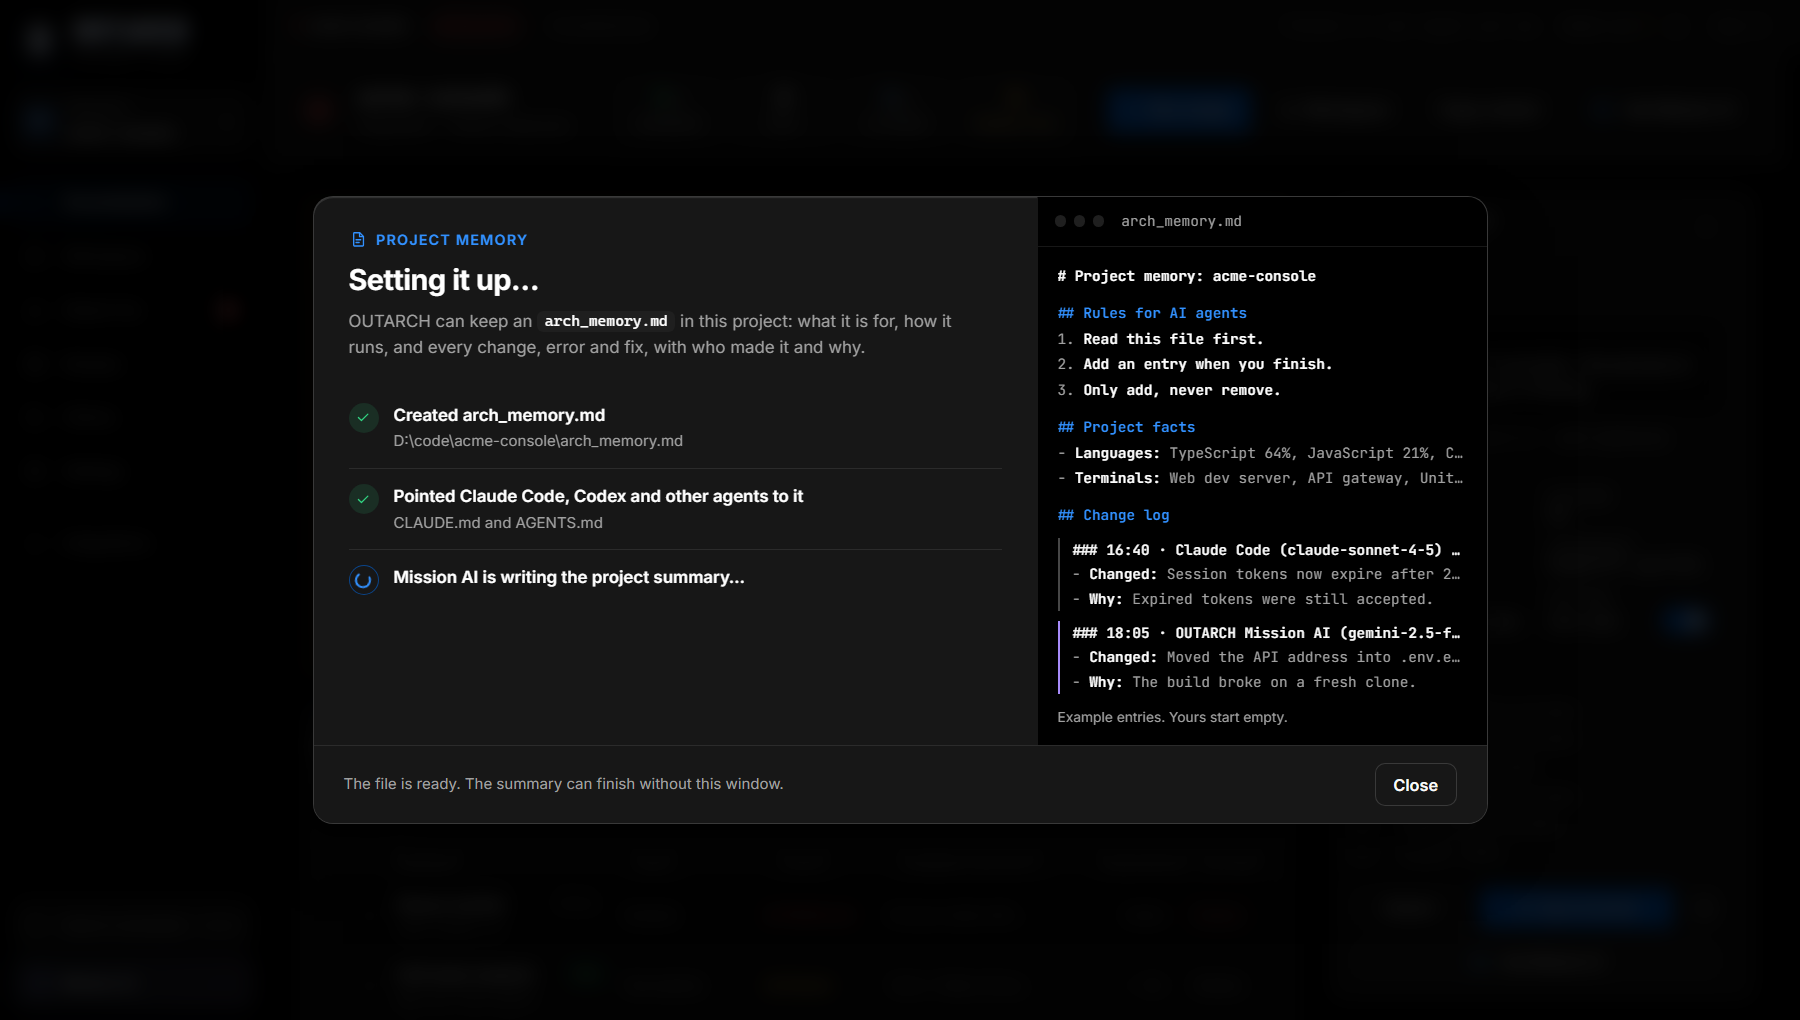 PROJECT MEMORY
Setting it up...
OUTARCH can keep an arch_memory.md in this project: what it is for, how it
runs, and every change, error and fix, with who made it and why.
Created arch_memory.md
D:\code\acme-console\arch_memory.md
Pointed Claude Code, Codex and other agents to it
CLAUDE.md and AGENTS.md
Mission AI is writing the project summary...
arch_memory.md
# Project memory: acme-console
## Rules for AI agents
1. Read this file first.
2. Add an entry when you finish.
3. Only add, never remove.
## Project facts
- Languages: TypeScript 64%, JavaScript 21%, C…
- Terminals: Web dev server, API gateway, Unit…
## Change log
### 16:40 · Claude Code (claude-sonnet-4-5) …
- Changed: Session tokens now expire after 2…
- Why: Expired tokens were still accepted.
### 18:05 · OUTARCH Mission AI (gemini-2.5-f…
- Changed: Moved the API address into .env.e…
- Why: The build broke on a fresh clone.
Example entries. Yours start empty.
The file is ready. The summary can finish without this window.
Close